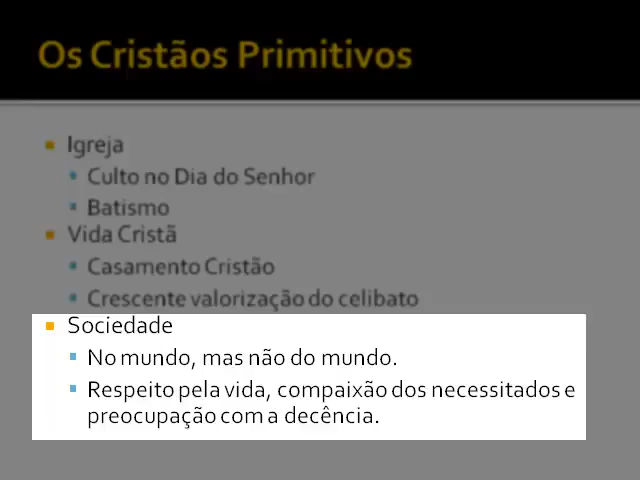 Os Cristãos Primitivos
Igreja
Culto no Dia do Senhor
Batismo
Vida Cristã
Casamento Cristão
Crescente valorização do celibato
Sociedade
No mundo, mas não do mundo.
Respeito pela vida, compaixão dos necessitados e
preocupação com a decência.